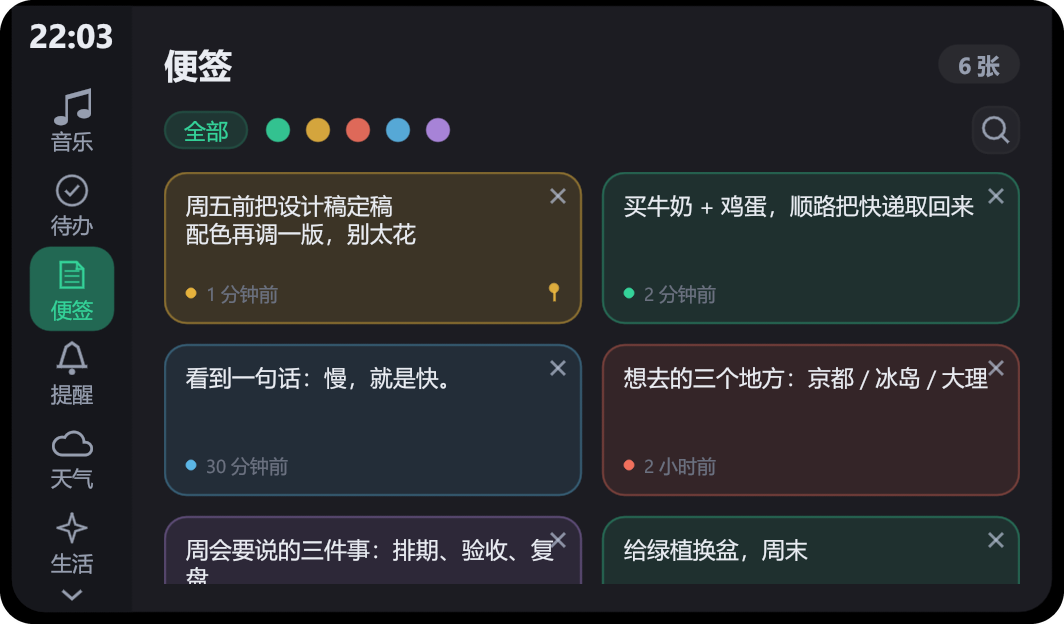 22:03
音乐
待办
便签
提醒
天气
生活
便签
6 张
全部
周五前把设计稿定稿
配色再调一版，别太花
1 分钟前
买牛奶 + 鸡蛋，顺路把快递取回来
2 分钟前
看到一句话：慢，就是快。
30 分钟前
想去的三个地方：京都 / 冰岛 / 大理
2 小时前
周会要说的三件事：排期、验收、复
盘
给绿植换盆，周末